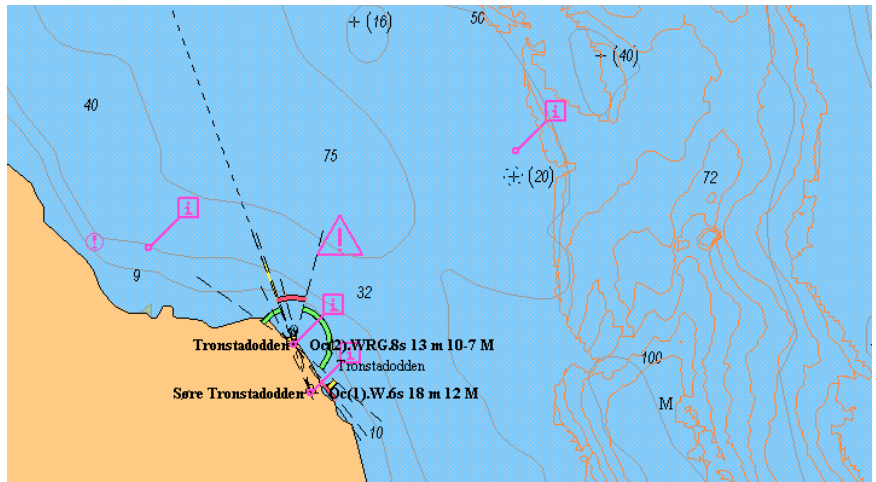 (16)
50
(40)
40
i
75
(20)
72
i
!
!
9
32
i
Tronstadodden
Oc(2).WRG.8s 13 m 10-7 M
i
Tronstadodden
100
Søre Tronstadodden
Oc(1).W.6s 18 m 12 M
M
10